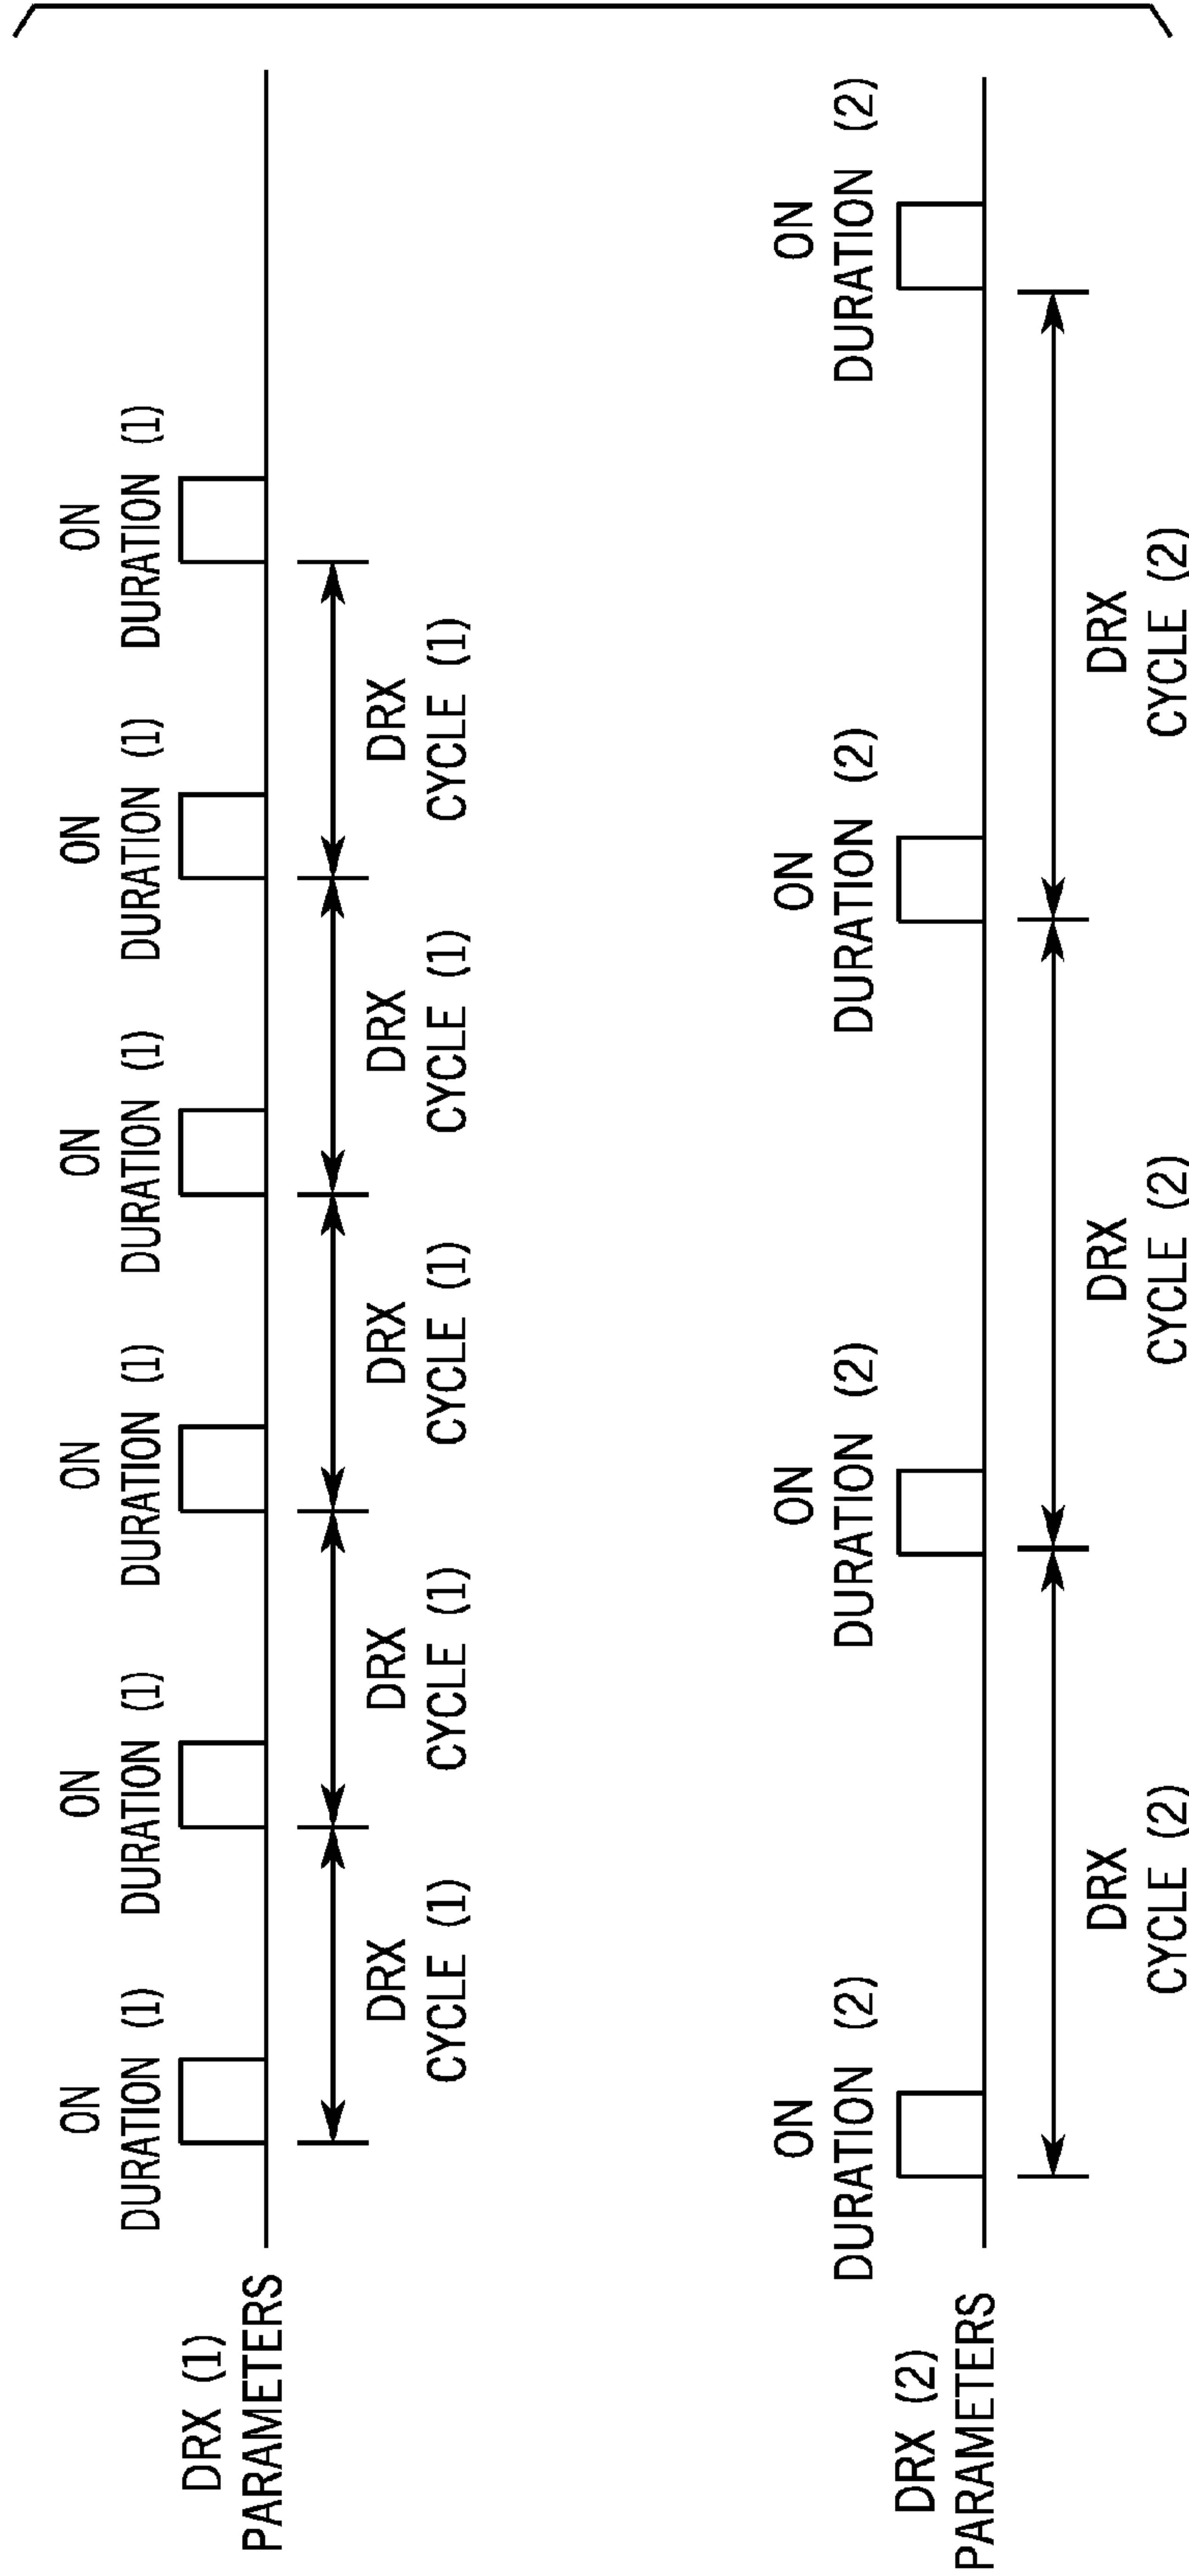 ON
DURATION (1)
ON
DURATION (1)
ON
DURATION (1)
ON
DURATION (1)
ON
DURATION (1)
ON
DURATION (1)
DRX (1)
PARAMETERS
DRX
CYCLE (1)
DRX
CYCLE (1)
DRX
CYCLE (1)
DRX
CYCLE (1)
DRX
CYCLE (1)
ON
DURATION (2)
ON
DURATION (2)
ON
DURATION (2)
ON
DURATION (2)
DRX (2)
PARAMETERS
DRX
CYCLE (2)
DRX
CYCLE (2)
DRX
CYCLE (2)